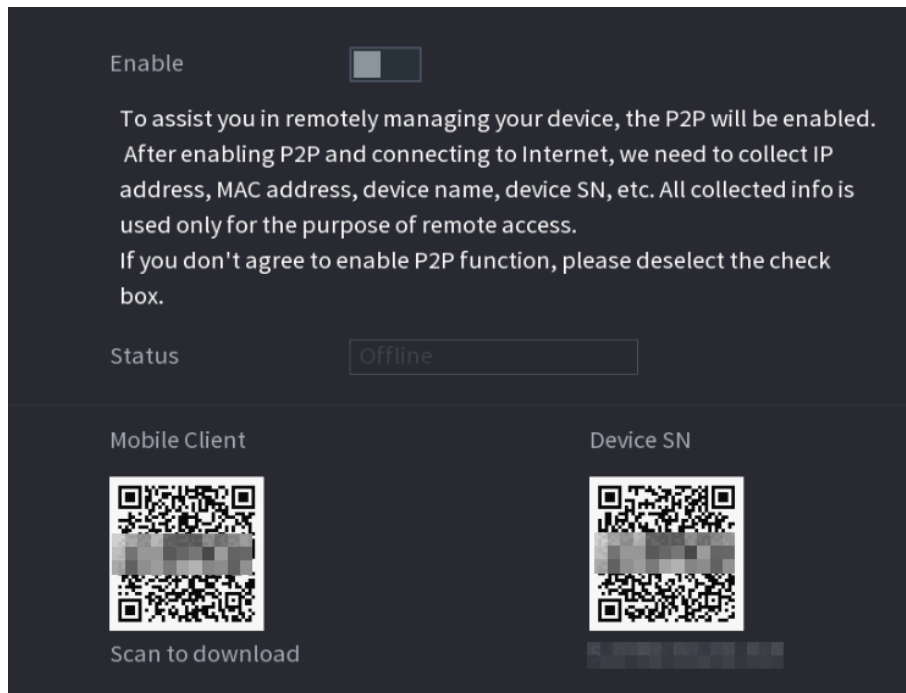 Enable
To assist you in remotely managing your device, the P2P will be enabled.
After enabling P2P and connecting to Internet, we need to collect IP
address, MAC address, device name, device SN, etc. All collected info is
used only for the purpose of remote access.
If you don't agree to enable P2P function, please deselect the check
box.
Status
Offline
Mobile Client
Device SN
Scan to download